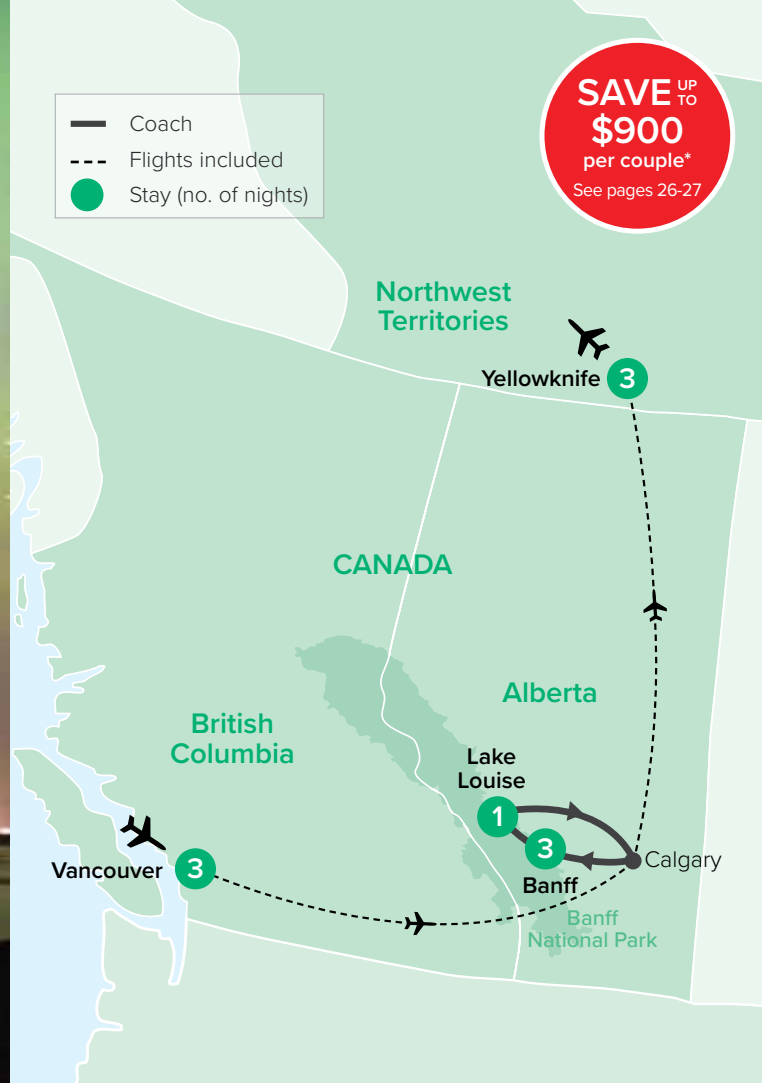 Coach
Flights included
Stay (no. of nights)
SAVE UP TO
$900
per couple*
See pages 26-27
Northwest
Territories
Yellowknife 3
CANADA
Alberta
British
Columbia
Lake
Louise
1
3
Banff
Calgary
Vancouver 3
Banff
National Park